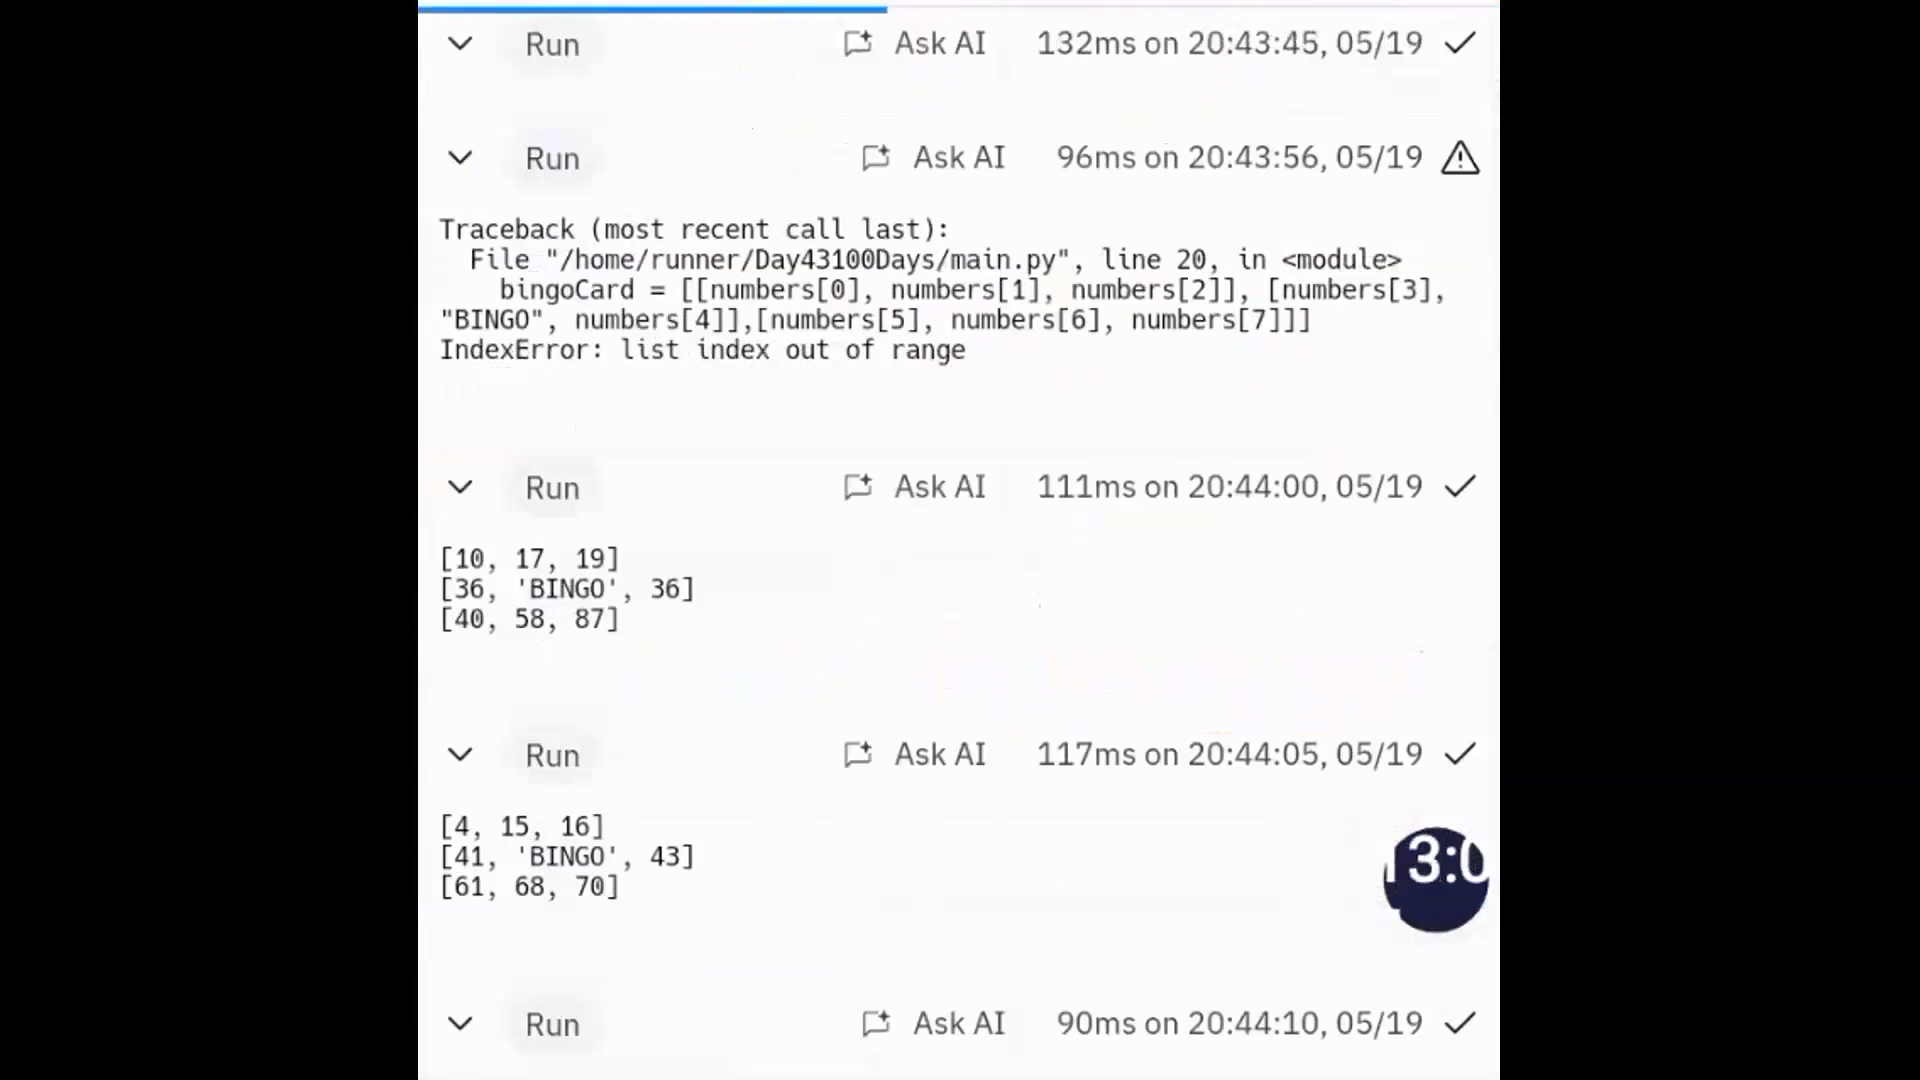 Run Ask AI 132ms on 20:43:45, 05/19
Run Ask AI 96ms on 20:43:56, 05/19
Traceback (most recent call last):
File "/home/runner/Day43100Days/main.py", line 20, in <module>
bingoCard = [[numbers[0], numbers[1], numbers[2]], [numbers[3],
"BINGO", numbers[4]],[numbers[5], numbers[6], numbers[7]]]
IndexError: list index out of range
Run Ask AI 111ms on 20:44:00, 05/19
[10, 17, 19]
[36, 'BINGO', 36]
[40, 58, 87]
Run Ask AI 117ms on 20:44:05, 05/19
[4, 15, 16]
[41, 'BINGO', 43]
[61, 68, 70]
Run Ask AI 90ms on 20:44:10, 05/19